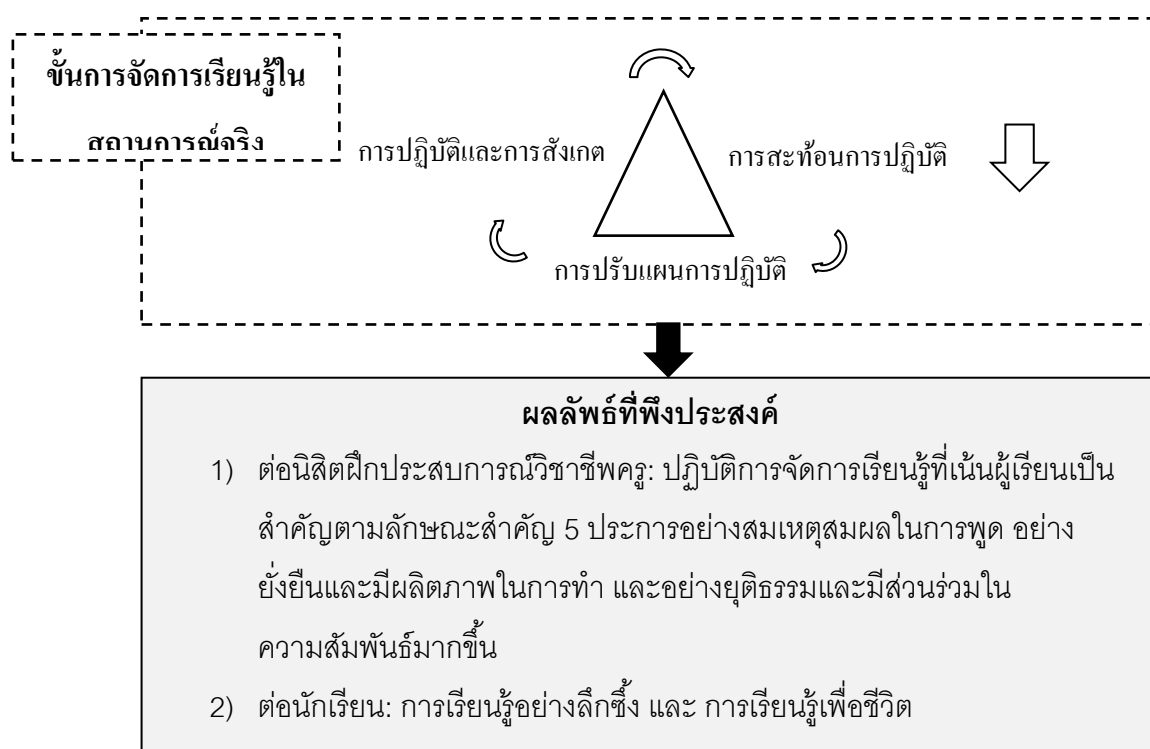 ขั้นการจัดการเรียนรู้ใน
สถานการณ์จริง
การปฏิบัติและการสังเกต
การสะท้อนการปฏิบัติ
การปรับแผนการปฏิบัติ
ผลลัพธ์ที่พึงประสงค์
1) ต่อนิสิตฝึกประสบการณ์วิชาชีพครู: ปฏิบัติการจัดการเรียนรู้ที่เน้นผู้เรียนเป็น
สำคัญตามลักษณะสำคัญ 5 ประการอย่างสมเหตุสมผลในการพูด อย่าง
ยั่งยืนและมีผลิตภาพในการทำ และอย่างยุติธรรมและมีส่วนร่วมใน
ความสัมพันธ์มากขึ้น
2) ต่อนักเรียน: การเรียนรู้อย่างลึกซึ้ง และ การเรียนรู้เพื่อชีวิต